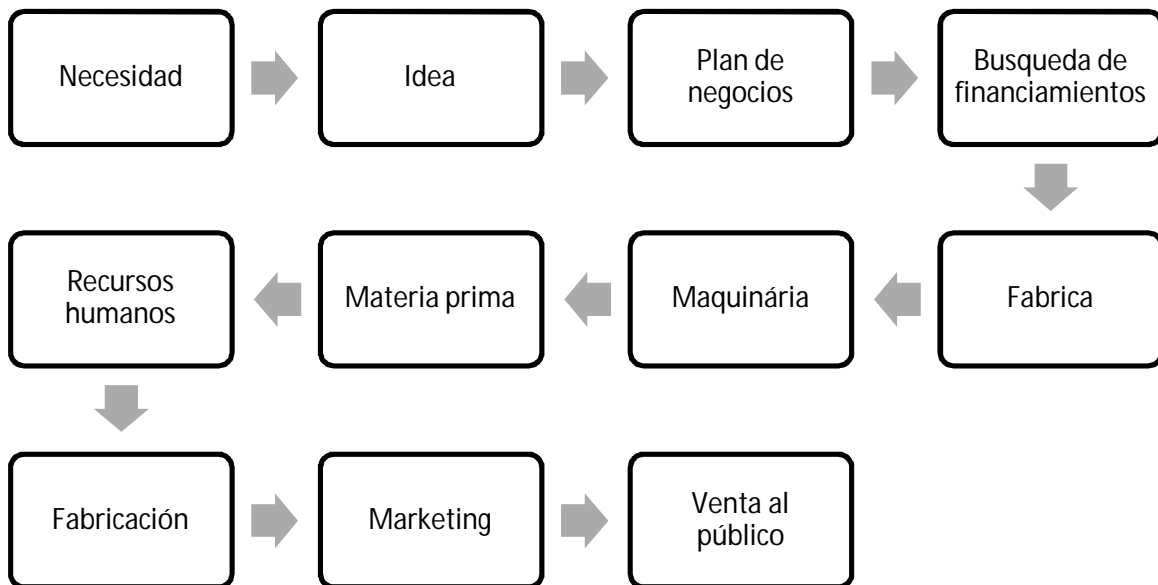 Necesidad
Idea
Plan de
negocios
Busqueda de
financiamientos
Fabrica
Maquinária
Materia prima
Recursos
humanos
Fabricación
Marketing
Venta al
público